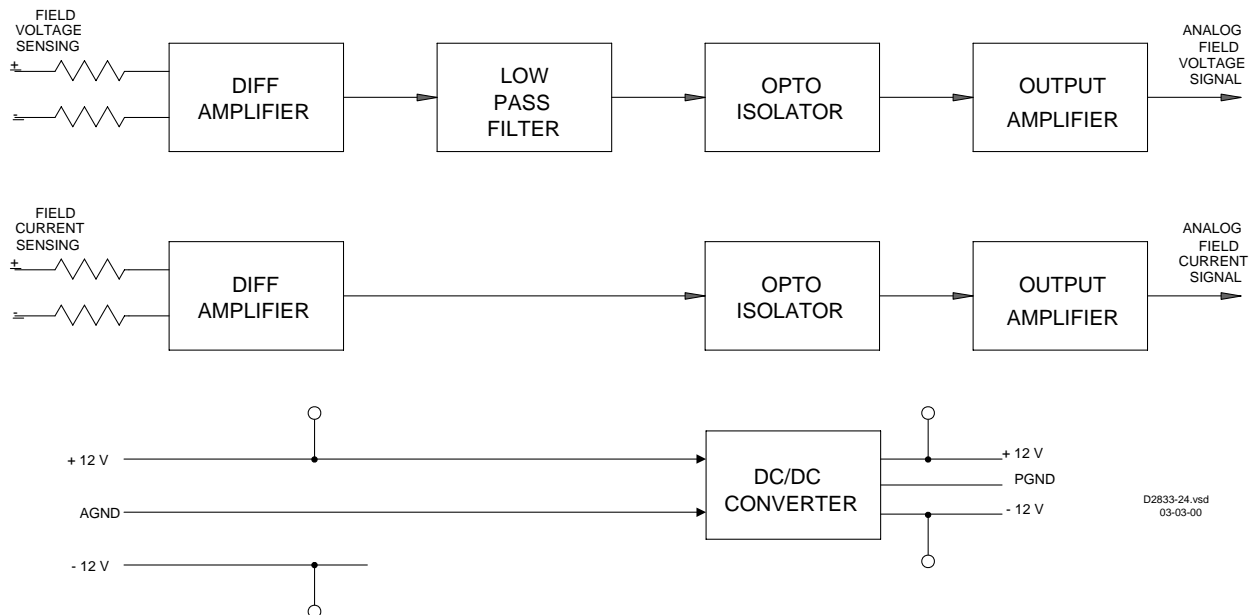 FIELD
VOLTAGE
SENSING
+
-
DIFF
AMPLIFIER
LOW
PASS
FILTER
OPTO
ISOLATOR
OUTPUT
AMPLIFIER
ANALOG
FIELD
VOLTAGE
SIGNAL
FIELD
CURRENT
SENSING
+
-
DIFF
AMPLIFIER
OPTO
ISOLATOR
OUTPUT
AMPLIFIER
ANALOG
FIELD
CURRENT
SIGNAL
+ 12 V
AGND
- 12 V
DC/DC
CONVERTER
+ 12 V
PGND
- 12 V
D2833-24.vsd
03-03-00